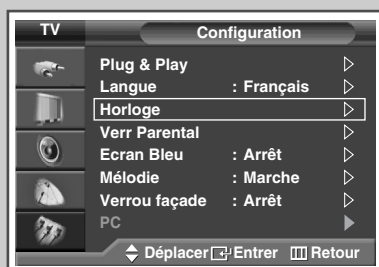 TV Configuration
Plug & Play
Langue : Français
Horloge
Verr Parental
Ecran Bleu : Arrêt
Mélodie : Marche
Verrou façade : Arrêt
PC
Déplacer Entrer Retour